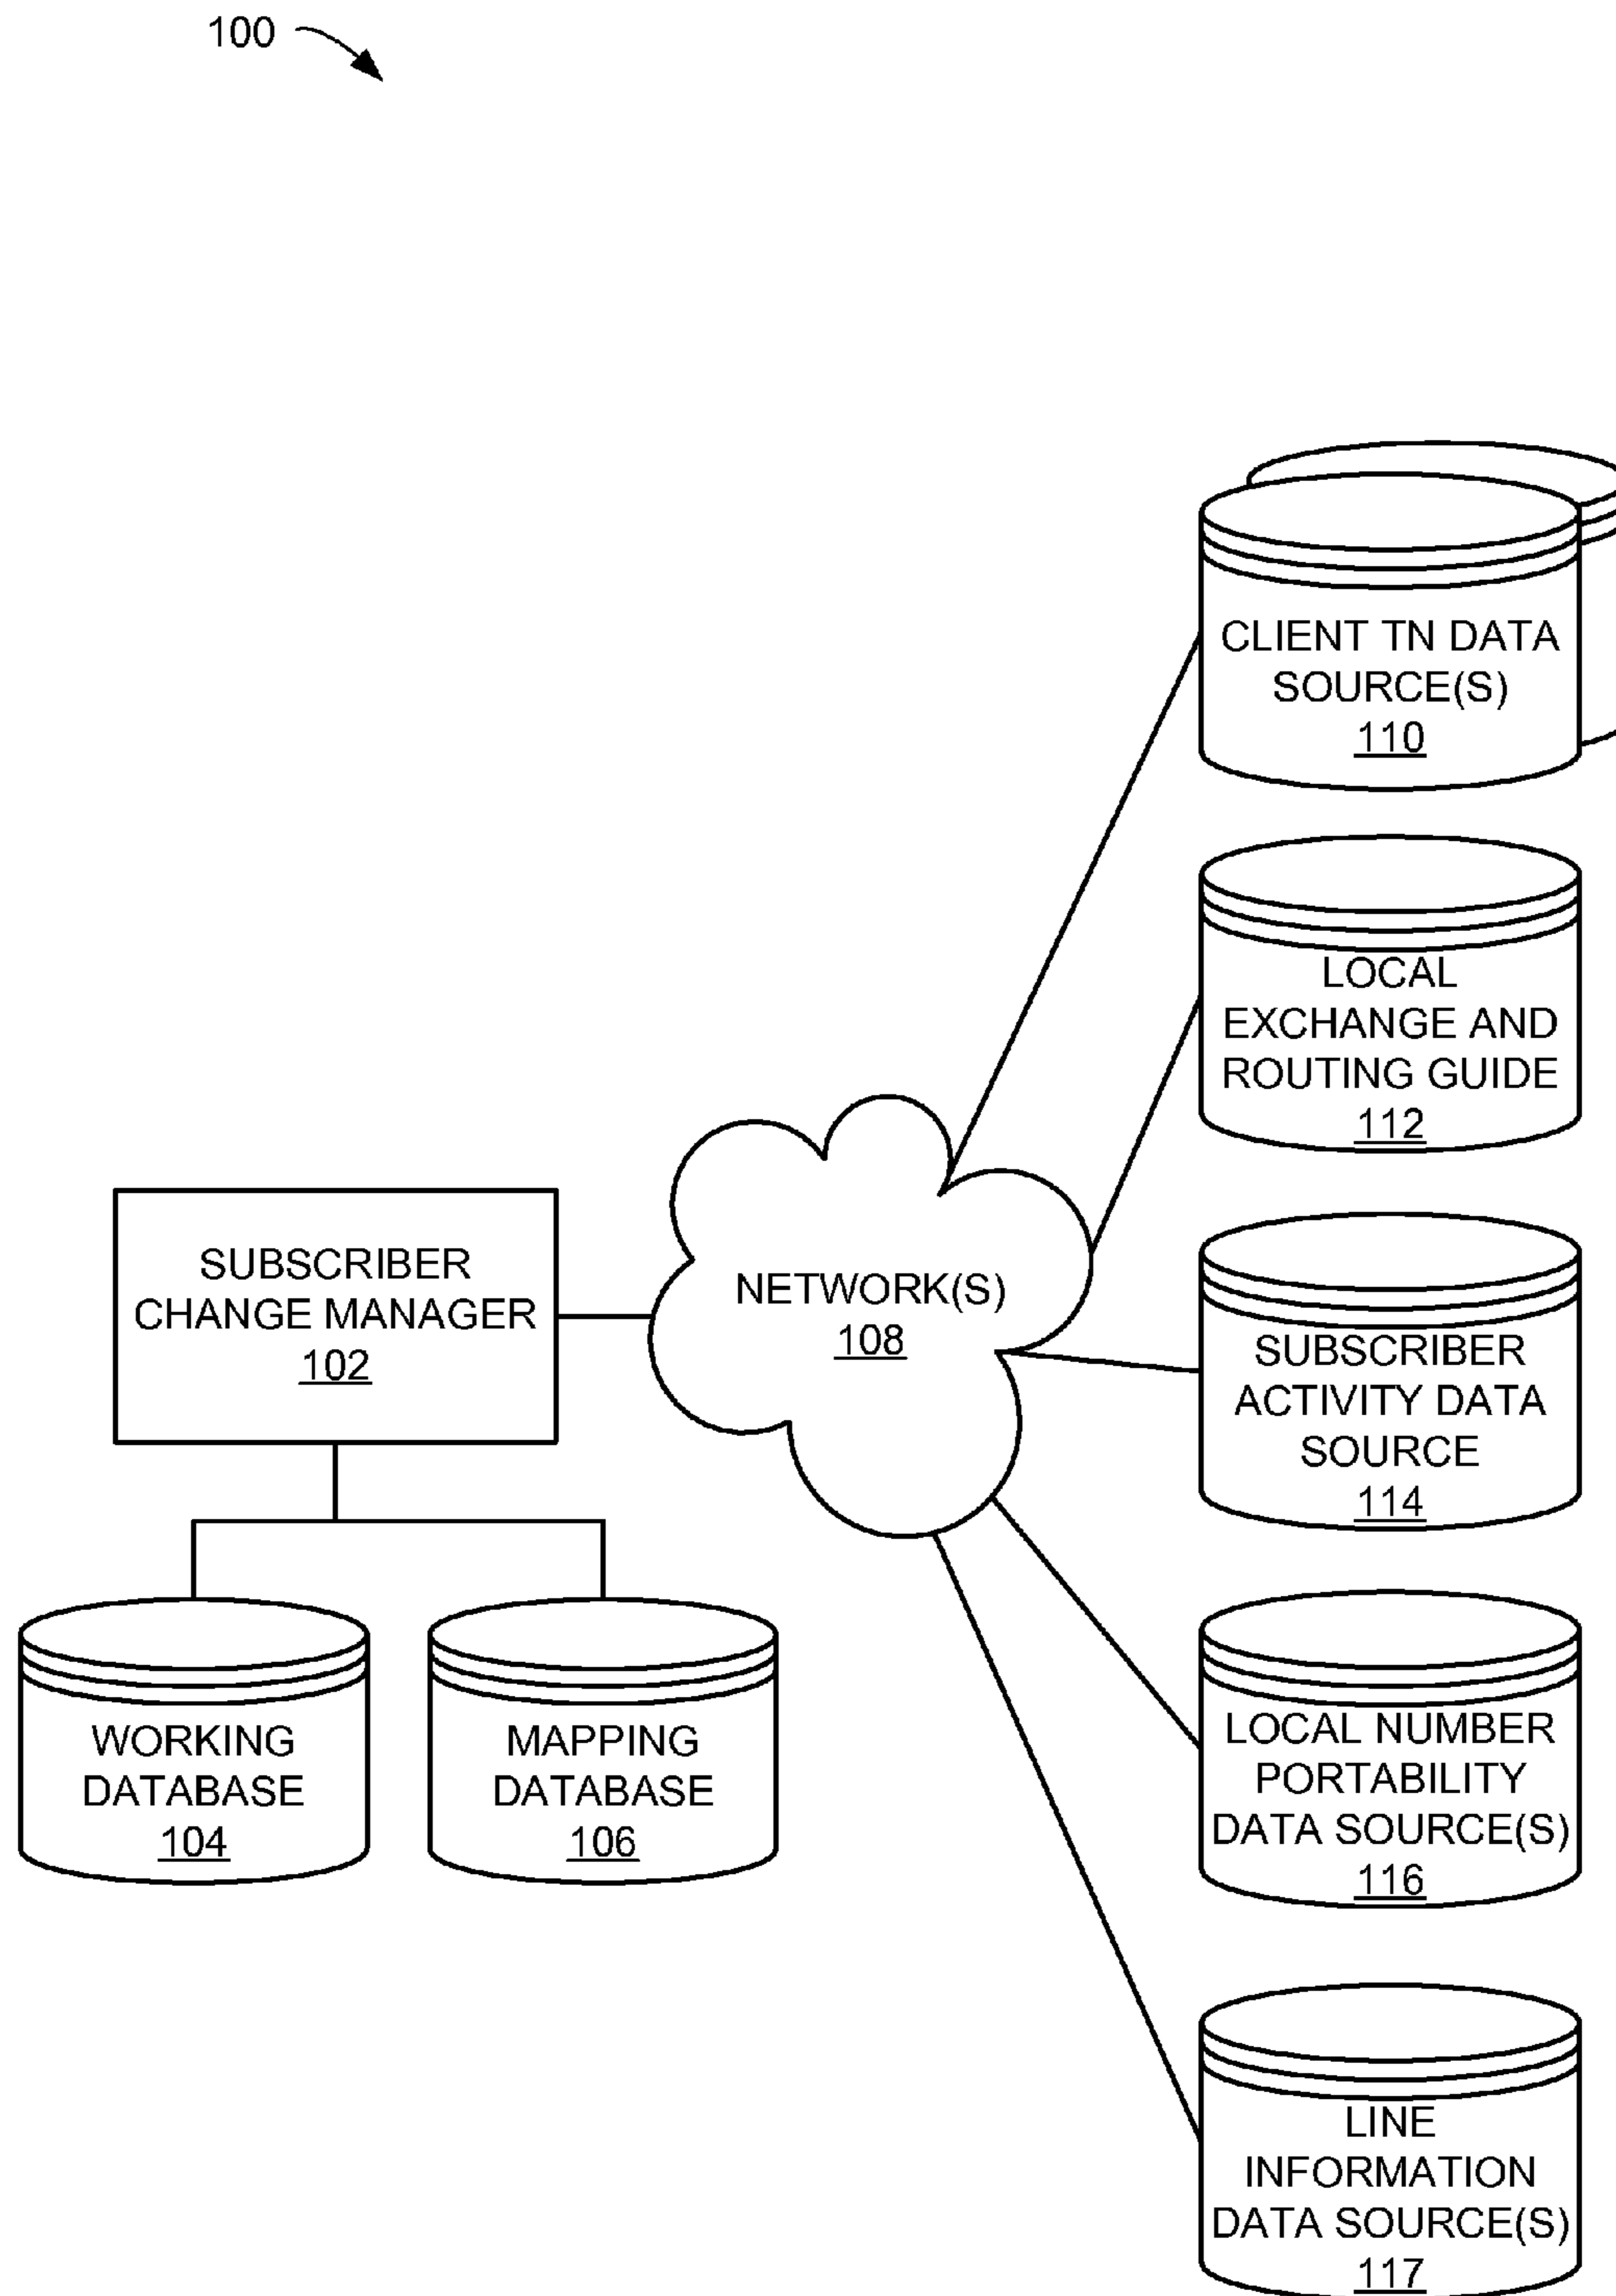 100
CLIENT TN DATA
SOURCE(S)
110
LOCAL
EXCHANGE AND
ROUTING GUIDE
112
SUBSCRIBER
CHANGE MANAGER
102
NETWORK(S)
108
SUBSCRIBER
ACTIVITY DATA
SOURCE
114
WORKING
DATABASE
104
MAPPING
DATABASE
106
LOCAL NUMBER
PORTABILITY
DATA SOURCE(S)
116
LINE
INFORMATION
DATA SOURCE(S)
117